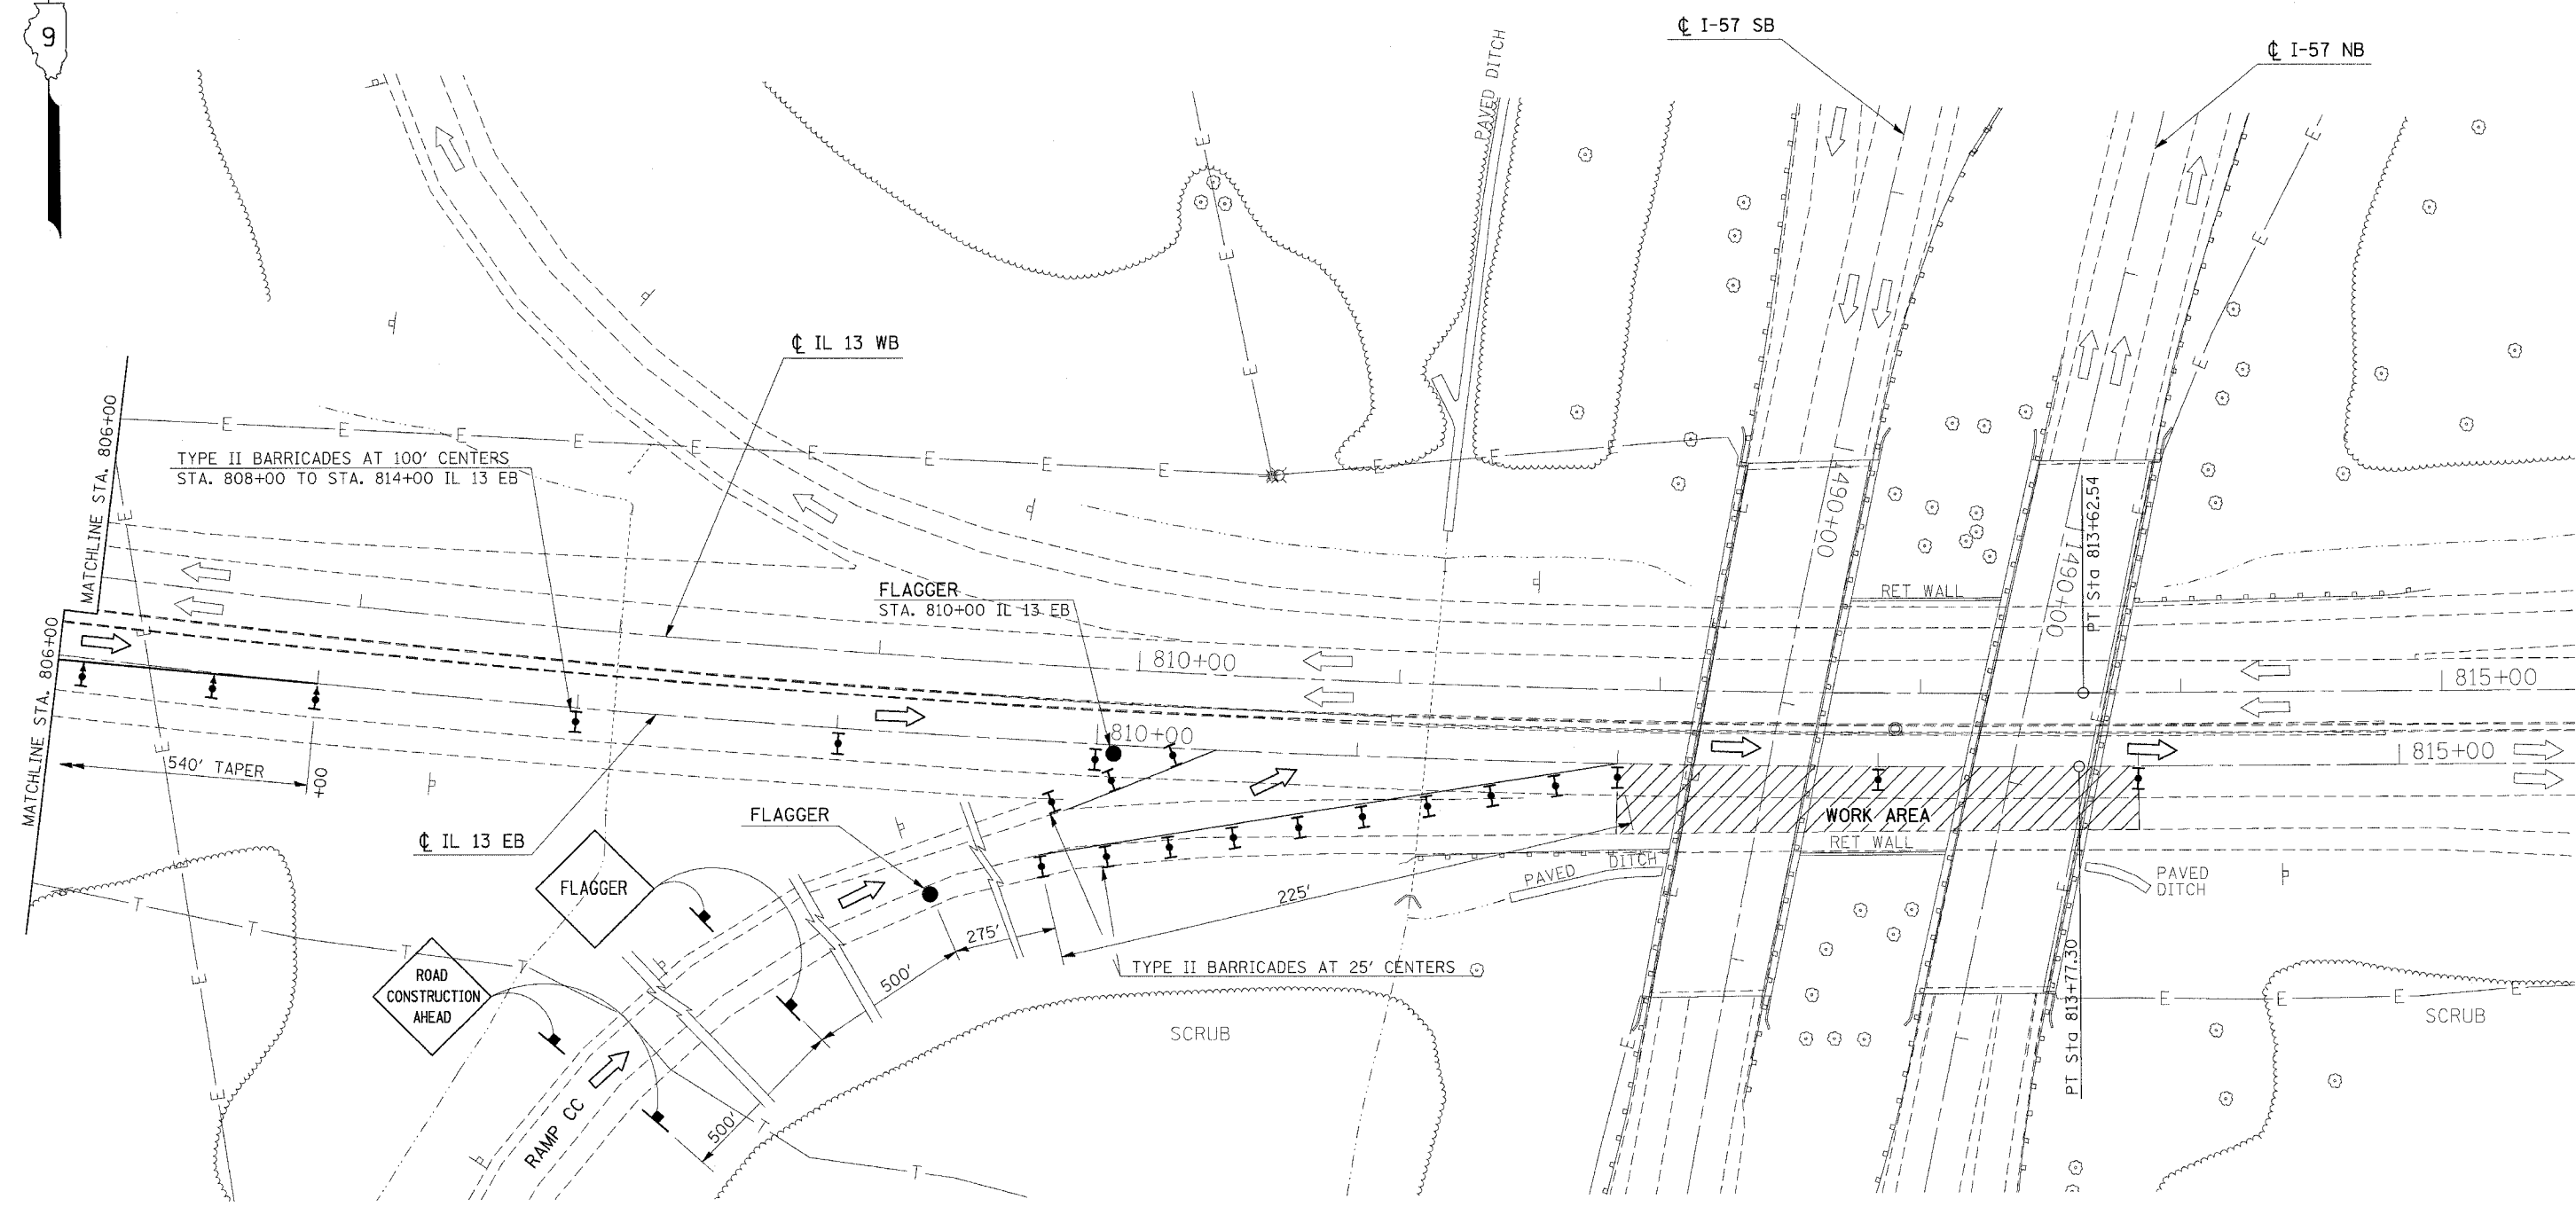 9
℄ I-57 SB
℄ I-57 NB
PAVED DITCH
℄ IL 13 WB
MATCHLINE STA. 806+00
TYPE II BARRICADES AT 100' CENTERS
STA. 808+00 TO STA. 814+00 IL 13 EB
E E E E E E E E E E E
1490+00
1490+00
PT Sta 813+62.54
FLAGGER
STA. 810+00 IL 13 EB
RET WALL
MATCHLINE STA. 806+00
810+00
815+00
810+00
815+00
540' TAPER
+00
℄ IL 13 EB
FLAGGER
WORK AREA
RET WALL
PAVED DITCH
PAVED
DITCH
FLAGGER
225'
275'
500'
TYPE II BARRICADES AT 25' CENTERS
ROAD
CONSTRUCTION
AHEAD
SCRUB
SCRUB
PT Sta 813+77.30
500'
RAMP CC
T T T T T T